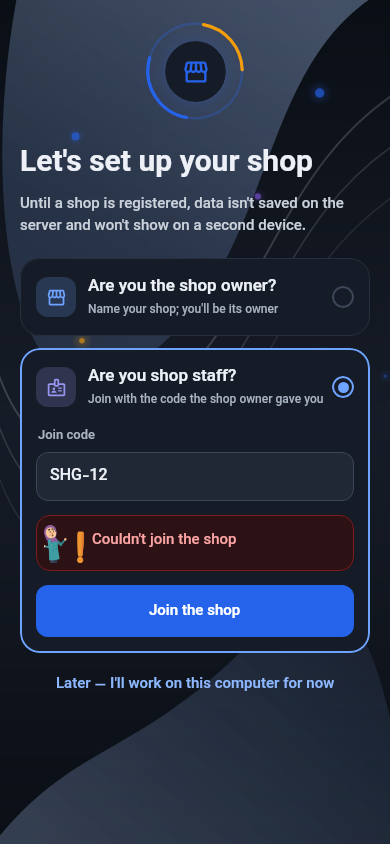 Let's set up your shop
Until a shop is registered, data isn't saved on the
server and won't show on a second device.
Are you the shop owner?
Name your shop; you'll be its owner
Are you shop staff?
Join with the code the shop owner gave you
Join code
SHG-12
Couldn't join the shop
Join the shop
Later — I'll work on this computer for now